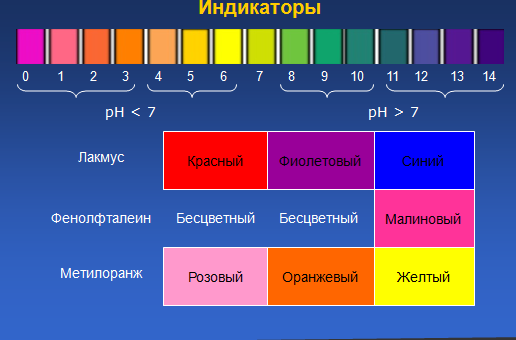 Индикаторы
0 1 2 3 4 5 6 7 8 9 10 11 12 13 14
pH < 7 pH > 7
Лакмус Красный Фиолетовый Синий
Фенолфталеин Бесцветный Бесцветный Малиновый
Метилоранж Розовый Оранжевый Желтый